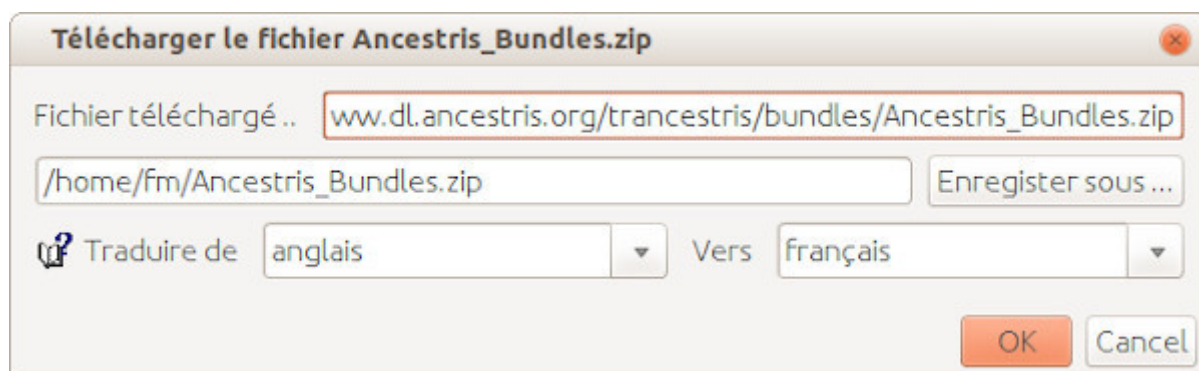 Télécharger le fichier Ancestris_Bundles.zip
Fichier téléchargé .. ww.dl.ancestris.org/trancestris/bundles/Ancestris_Bundles.zip
/home/fm/Ancestris_Bundles.zip Enregister sous ...
Traduire de anglais Vers français
OK Cancel